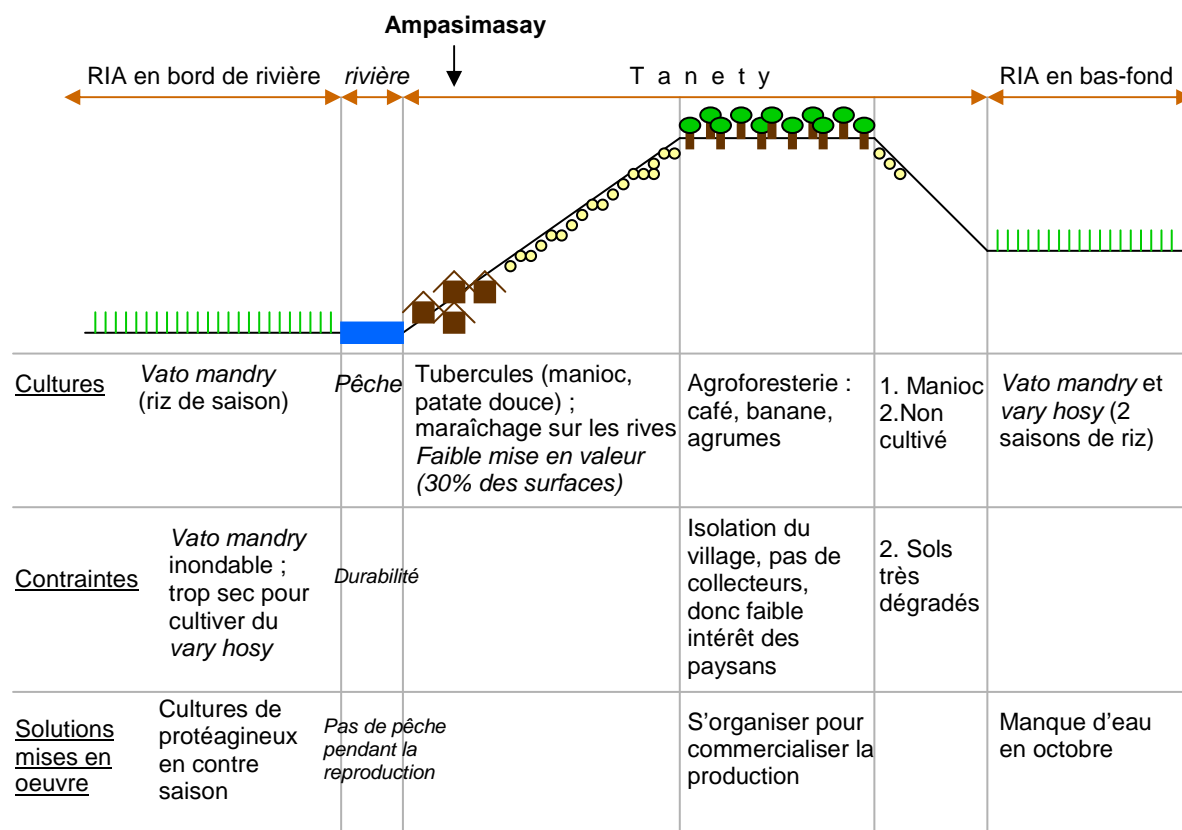 Ampasimasay
RIA en bord de rivière
rivière
T a n e t y
RIA en bas-fond
Cultures
Vato mandry
(riz de saison)
Pêche
Tubercules (manioc,
patate douce) ;
maraîchage sur les rives
Faible mise en valeur
(30% des surfaces)
Agroforesterie :
café, banane,
agrumes
1. Manioc
2.Non
cultivé
Vato mandry et
vary hosy (2
saisons de riz)
Contraintes
Vato mandry
inondable ;
trop sec pour
cultiver du
vary hosy
Durabilité
Isolation du
village, pas de
collecteurs,
donc faible
intérêt des
paysans
2. Sols
très
dégradés
Solutions
mises en
oeuvre
Cultures de
protéagineux
en contre
saison
Pas de pêche
pendant la
reproduction
S'organiser pour
commercialiser la
production
Manque d'eau
en octobre